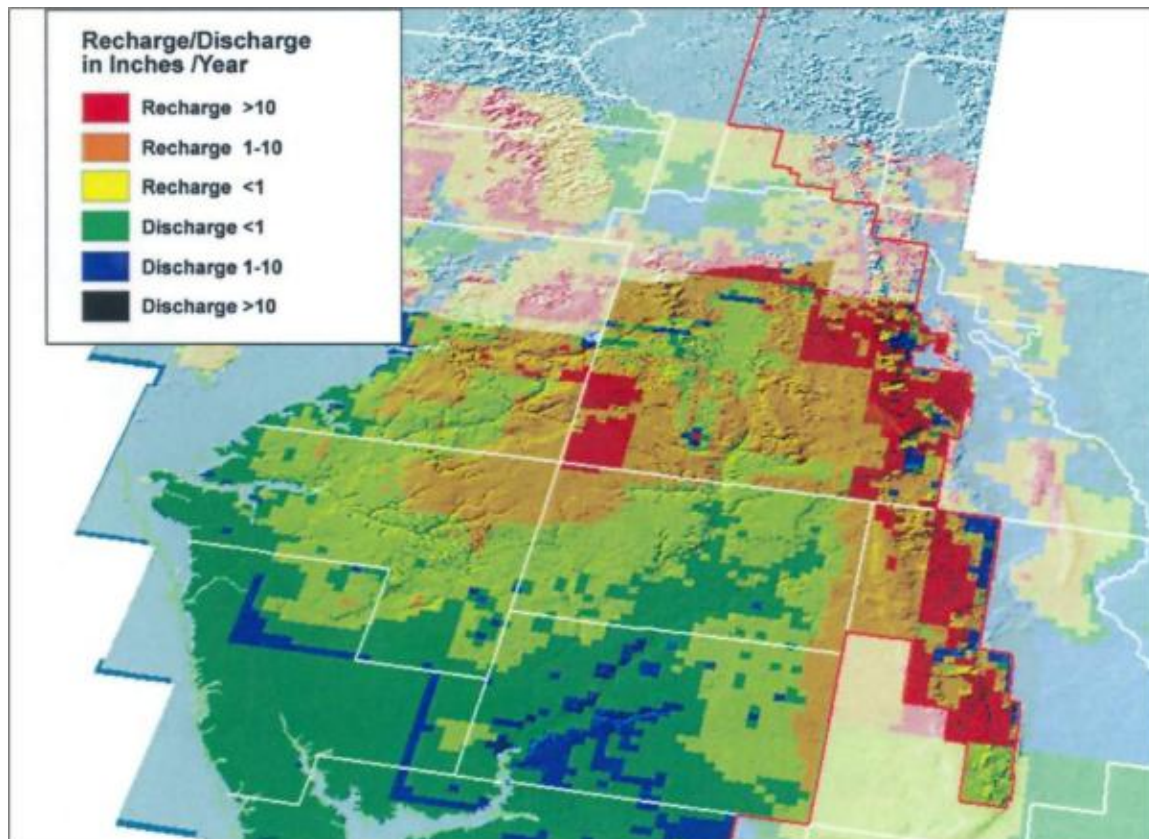 Recharge/Discharge
in Inches /Year
Recharge >10
Recharge 1-10
Recharge <1
Discharge <1
Discharge 1-10
Discharge >10